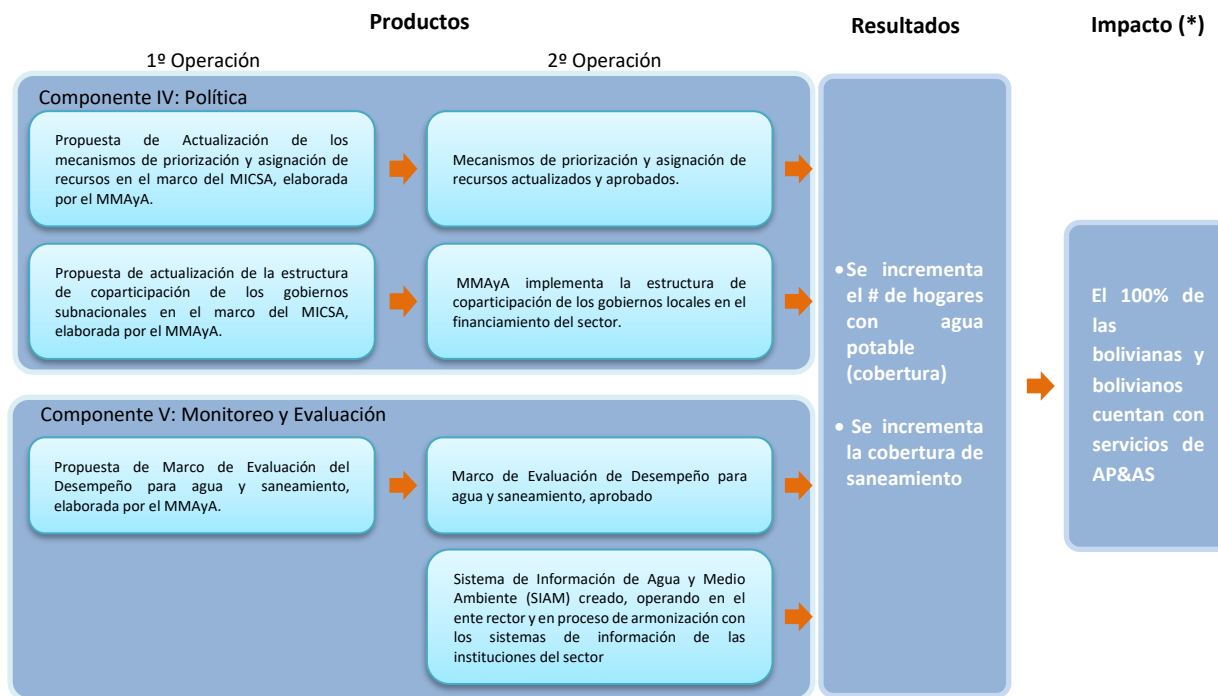 Productos
Resultados
Impacto (*)
1º Operación
2º Operación
Componente IV: Política
Propuesta de Actualización de los
mecanismos de priorización y asignación de
recursos en el marco del MICSA, elaborada
por el MMAyA.
Mecanismos de priorización y asignación de
recursos actualizados y aprobados.
Propuesta de actualización de la estructura
de coparticipación de los gobiernos
subnacionales en el marco del MICSA,
elaborada por el MMAyA.
MMAyA implementa la estructura de
coparticipación de los gobiernos locales en el
financiamiento del sector.
Componente V: Monitoreo y Evaluación
Propuesta de Marco de Evaluación del
Desempeño para agua y saneamiento,
elaborada por el MMAyA.
Marco de Evaluación de Desempeño para
agua y saneamiento, aprobado
Sistema de Información de Agua y Medio
Ambiente (SIAM) creado, operando en el
ente rector y en proceso de armonización con
los sistemas de información de las
instituciones del sector
• Se incrementa
el # de hogares
con agua
potable
(cobertura)
• Se incrementa
la cobertura de
saneamiento
El 100% de
las
bolivianas y
bolivianos
cuentan con
servicios de
AP&AS